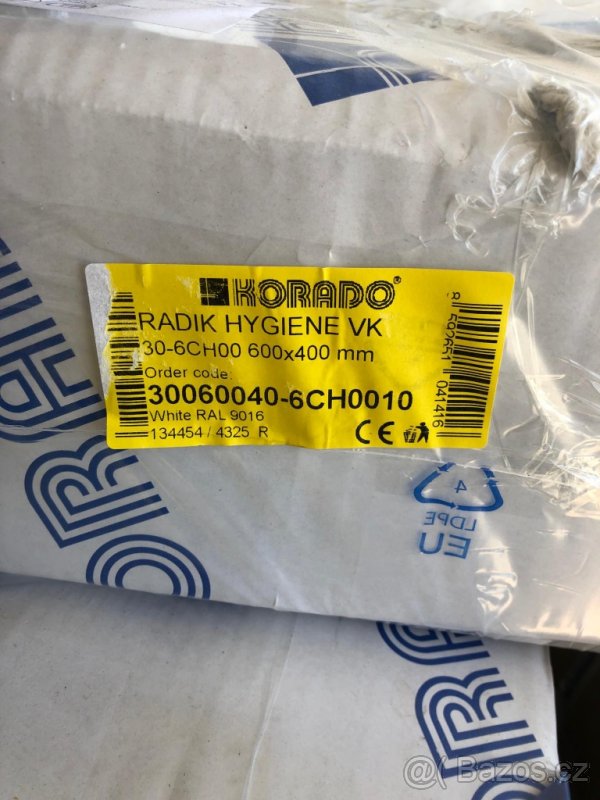 KORADO®
RADIK HYGIENE VK
30-6CH00 600x400 mm
Order code:
30060040-6CH0010
White RAL 9016
134454 / 4325 R
CE
041416
4
LDPE
EU
Bazos.cz